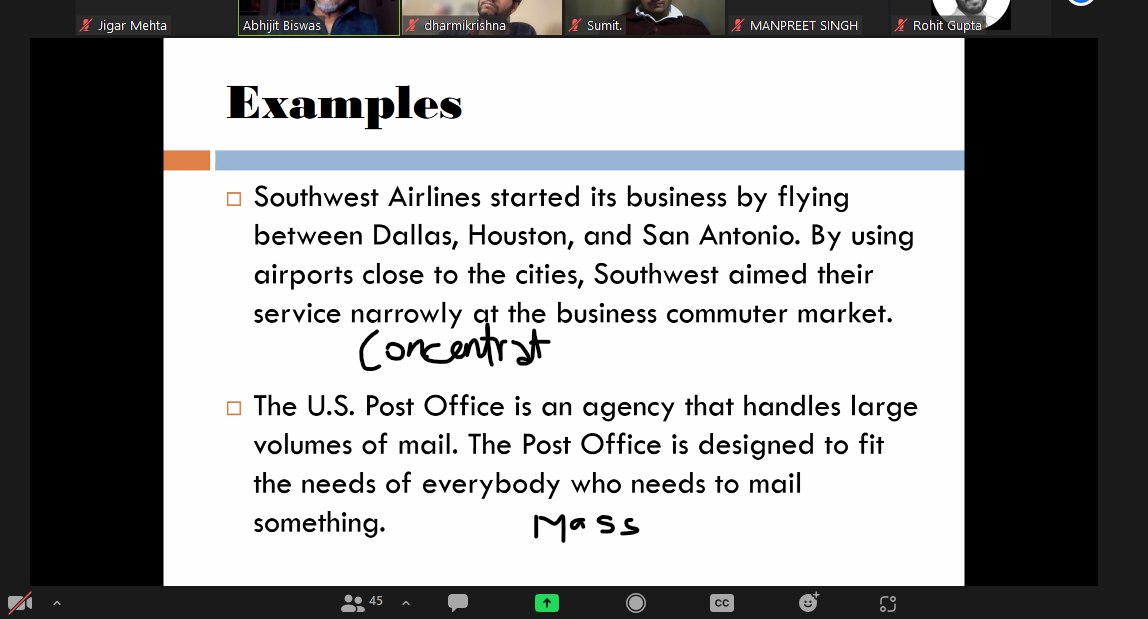 Jigar Mehta
Abhijit Biswas
dharmikrishna
Sumit.
MANPREET SINGH
Rohit Gupta
Examples
Southwest Airlines started its business by flying
between Dallas, Houston, and San Antonio. By using
airports close to the cities, Southwest aimed their
service narrowly at the business commuter market.
Concentrat
The U.S. Post Office is an agency that handles large
volumes of mail. The Post Office is designed to fit
the needs of everybody who needs to mail
something.
Mass
45
CC